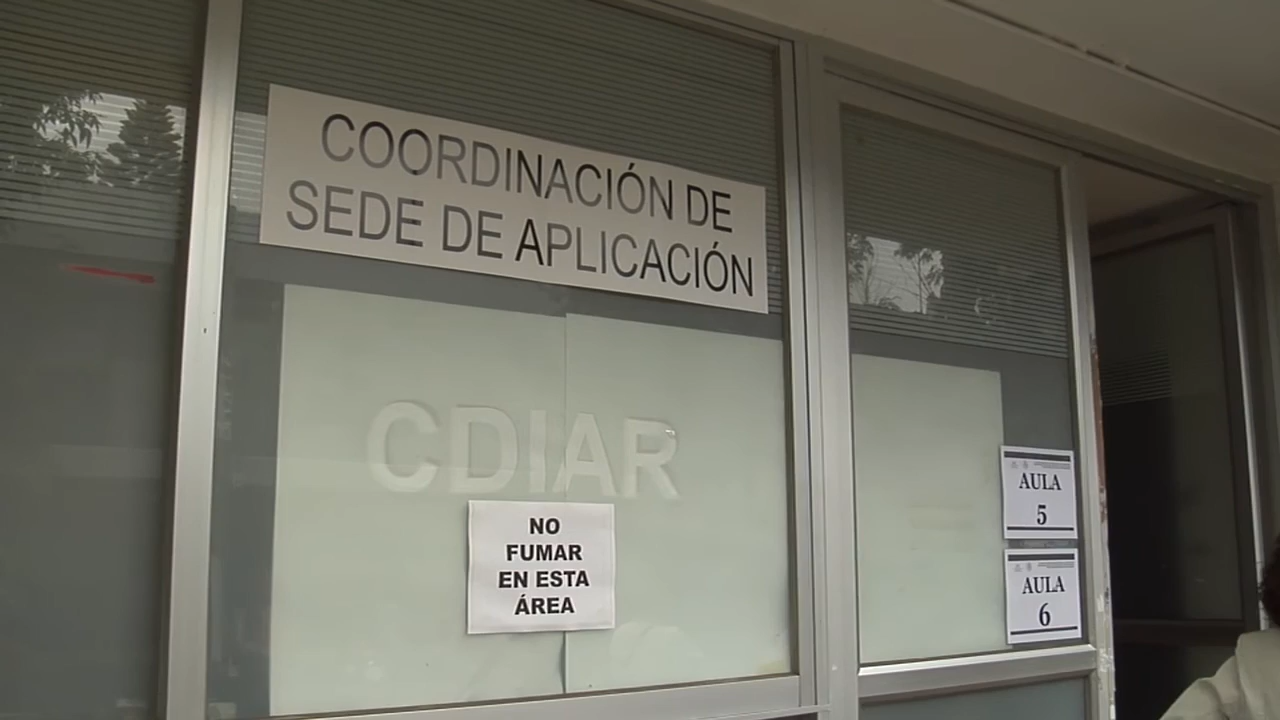 COORDINACIÓN DE
SEDE DE APLICACIÓN
CDIAR
NO
FUMAR
EN ESTA
ÁREA
AULA
5
AULA
6